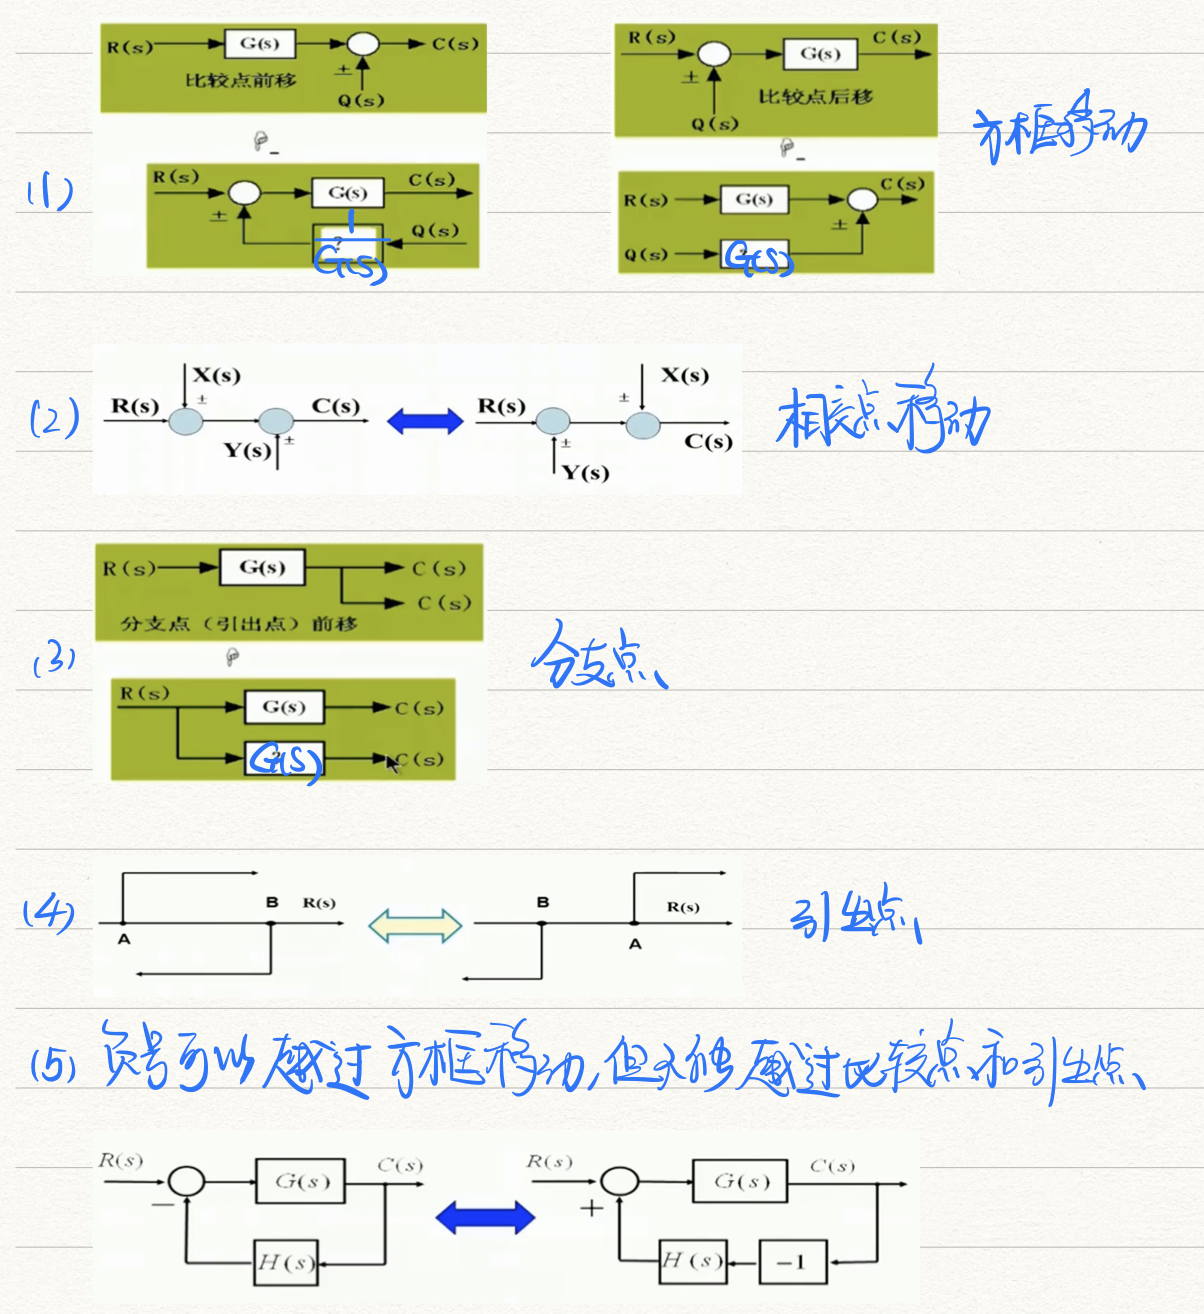 R(s) G(s) C(s)
比较点前移 ±
Q(s)
R(s) G(s) C(s)
± Q(s)
1
G(s)
R(s) C(s)
G(s)
± 比较点后移
Q(s)
R(s) G(s) C(s)
±
Q(s) G(s)
方框移动
(1)
(2)
X(s)
±
R(s) C(s)
Y(s) ±
X(s)
R(s) ±
± C(s)
Y(s)
相邻点移动
(3)
R(s) G(s) C(s)
C(s)
分支点（引出点）前移
R(s)
G(s) C(s)
G(s) C(s)
分支点
(4)
B R(s)
A
B R(s)
A
引出点
(5) 负号可以越过方框移动,但不能越过比较点和引出点
R(s) G(s) C(s)
−
H(s)
R(s) G(s) C(s)
+
H(s) −1